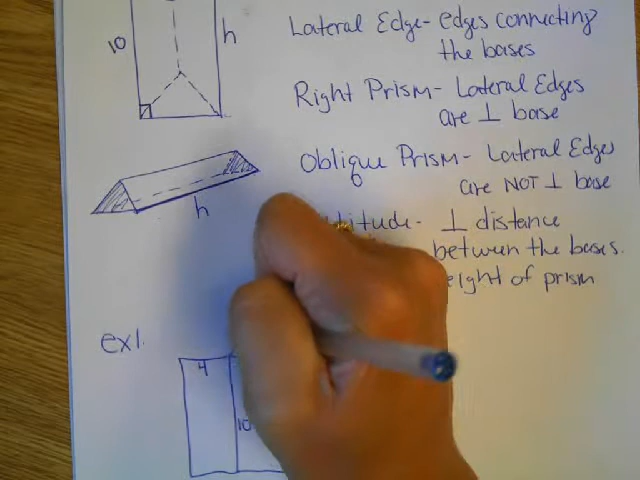 Lateral Edge- edges connecting
the bases
10
h
Right Prism- Lateral Edges
are ⊥ base
Oblique Prism- Lateral Edges
are NOT ⊥ base
h
⊥ distance
between the bases.
of prism
ex1.
4
10